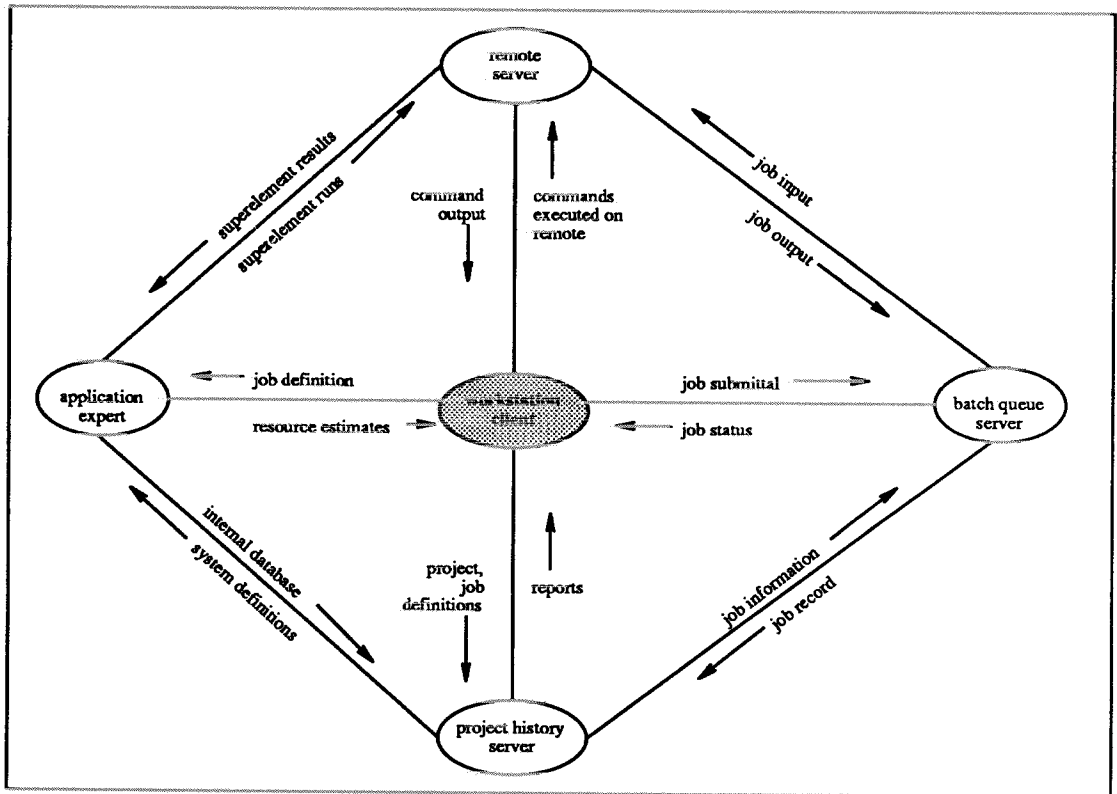 remote
server
superelement results
superelement runs
command
output
commands
executed on
remote
job input
job output
application
expert
job definition
resource estimates
workstation
client
job submittal
job status
batch queue
server
internal database
system definitions
project,
job
definitions
reports
job information
job record
project history
server